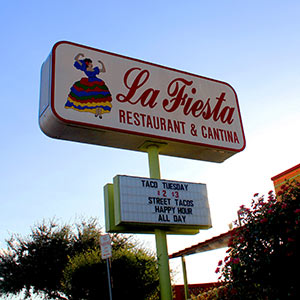 La Fiesta
RESTAURANT & CANTINA
TACO TUESDAY
$2 $3
STREET TACOS
HAPPY HOUR
ALL DAY